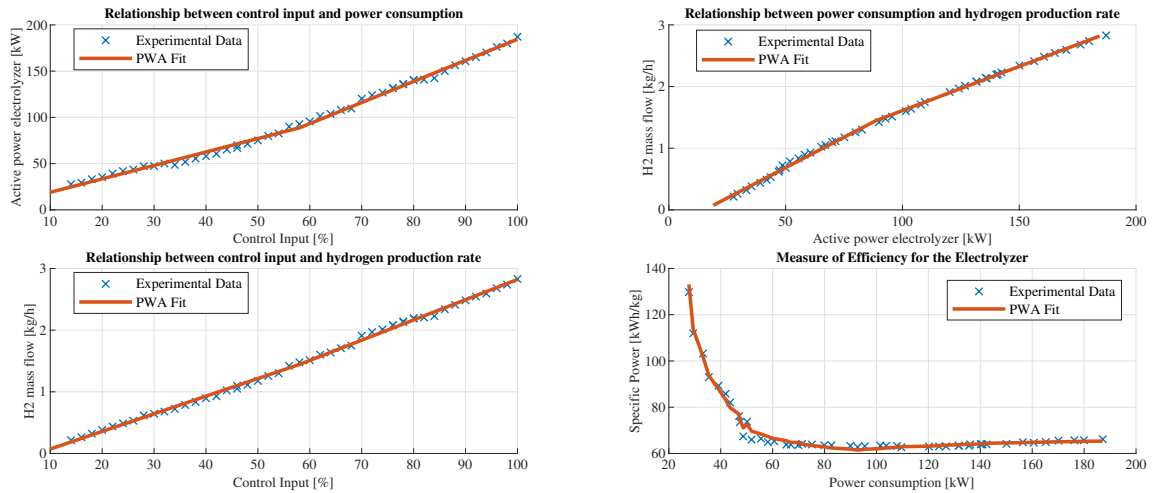 Relationship between control input and power consumption
Active power electrolyzer [kW]
200
150
100
50
0
Experimental Data
PWA Fit
10 20 30 40 50 60 70 80 90 100
Control Input [%]
Relationship between power consumption and hydrogen production rate
H2 mass flow [kg/h]
3
2
1
0
Experimental Data
PWA Fit
0 50 100 150 200
Active power electrolyzer [kW]
Relationship between control input and hydrogen production rate
H2 mass flow [kg/h]
3
2
1
0
Experimental Data
PWA Fit
10 20 30 40 50 60 70 80 90 100
Control Input [%]
Measure of Efficiency for the Electrolyzer
Specific Power [kWh/kg]
140
120
100
80
60
Experimental Data
PWA Fit
20 40 60 80 100 120 140 160 180 200
Power consumption [kW]